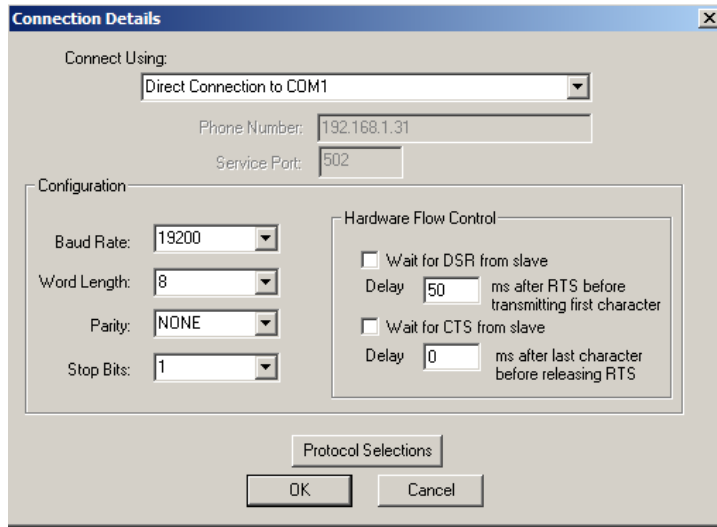 Connection Details
Connect Using:
Direct Connection to COM1
Phone Number: 192.168.1.31
Service Port: 502
Configuration
Baud Rate: 19200
Word Length: 8
Parity: NONE
Stop Bits: 1
Hardware Flow Control
Wait for DSR from slave
Delay 50 ms after RTS before
transmitting first character
Wait for CTS from slave
Delay 0 ms after last character
before releasing RTS
Protocol Selections
OK Cancel